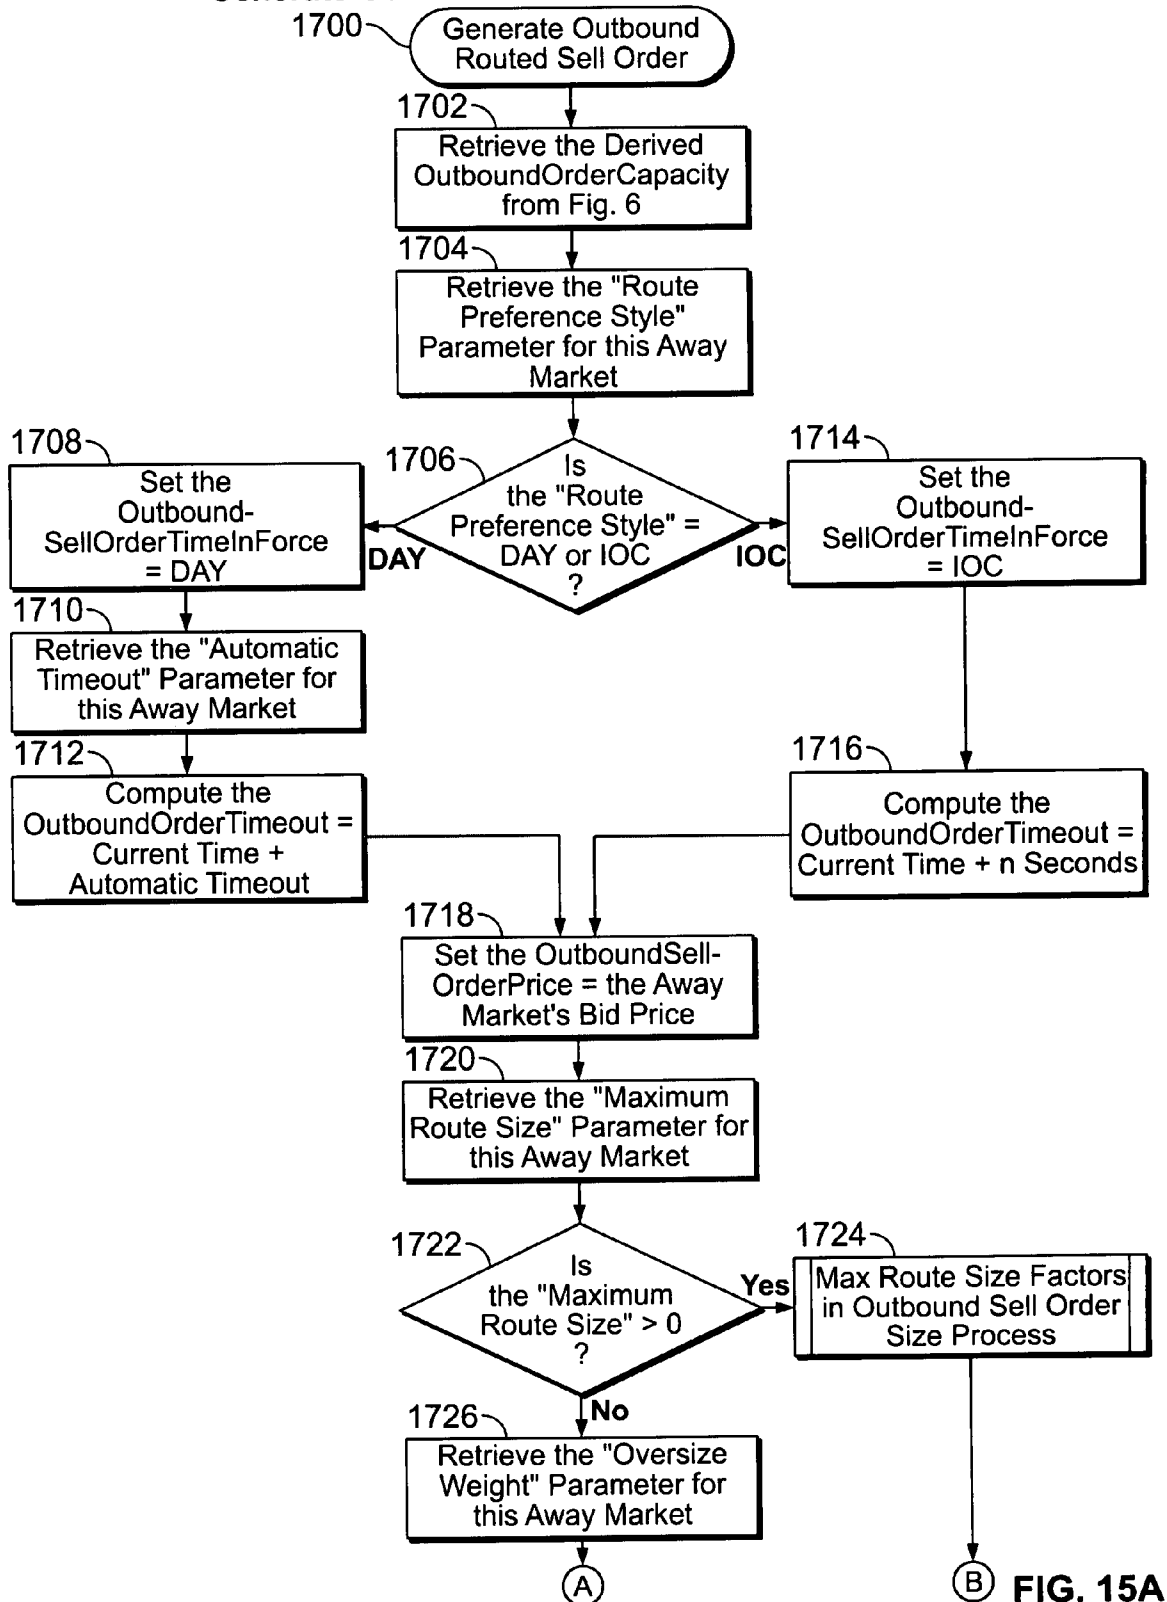 1700
Generate Outbound
Routed Sell Order
1702
Retrieve the Derived
OutboundOrderCapacity
from Fig. 6
1704
Retrieve the "Route
Preference Style"
Parameter for this Away
Market
1706
Is
the "Route
Preference Style" =
DAY or IOC
?
DAY
IOC
1708
Set the
Outbound-
SellOrderTimeInForce
= DAY
1710
Retrieve the "Automatic
Timeout" Parameter for
this Away Market
1712
Compute the
OutboundOrderTimeout =
Current Time +
Automatic Timeout
1714
Set the
Outbound-
SellOrderTimeInForce
= IOC
1716
Compute the
OutboundOrderTimeout =
Current Time + n Seconds
1718
Set the OutboundSell-
OrderPrice = the Away
Market's Bid Price
1720
Retrieve the "Maximum
Route Size" Parameter for
this Away Market
1722
Is
the "Maximum
Route Size" > 0
?
Yes
No
1724
Max Route Size Factors
in Outbound Sell Order
Size Process
1726
Retrieve the "Oversize
Weight" Parameter for
this Away Market
A
B
FIG. 15A